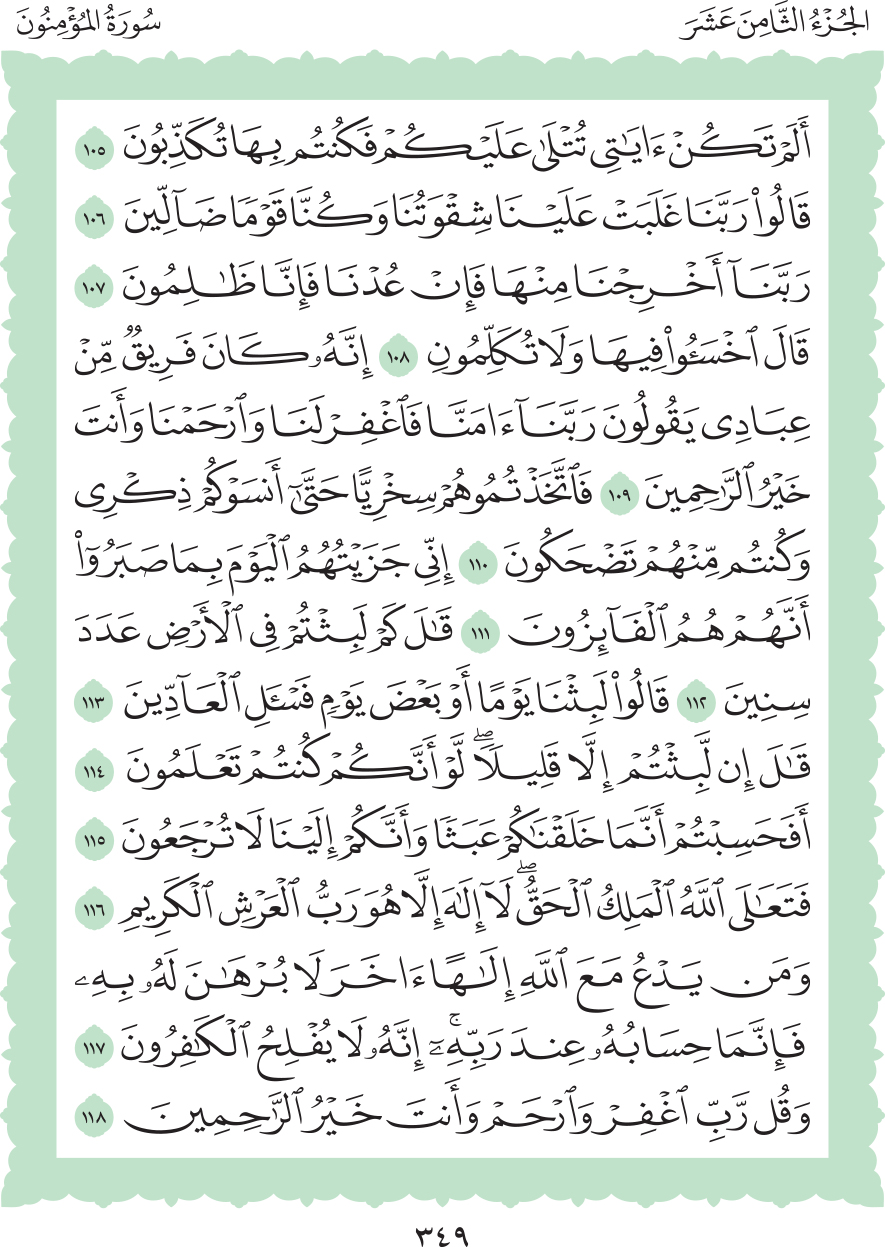 الجُزْءُ الثَّامِنَ عَشَرَ
سُورَةُ المُؤْمِنُونَ
أَلَمْ تَكُنْ ءَايَٰتِي تُتْلَىٰ عَلَيْكُمْ فَكُنتُم بِهَا تُكَذِّبُونَ ١٠٥
قَالُوا۟ رَبَّنَا غَلَبَتْ عَلَيْنَا شِقْوَتُنَا وَكُنَّا قَوْمًا ضَآلِّينَ ١٠٦
رَبَّنَآ أَخْرِجْنَا مِنْهَا فَإِنْ عُدْنَا فَإِنَّا ظَٰلِمُونَ ١٠٧
قَالَ ٱخْسَـُٔوا۟ فِيهَا وَلَا تُكَلِّمُونِ ١٠٨ إِنَّهُۥ كَانَ فَرِيقٌ مِّنْ
عِبَادِى يَقُولُونَ رَبَّنَآ ءَامَنَّا فَٱغْفِرْ لَنَا وَٱرْحَمْنَا وَأَنتَ
خَيْرُ ٱلرَّٰحِمِينَ ١٠٩ فَٱتَّخَذْتُمُوهُمْ سِخْرِيًّا حَتَّىٰٓ أَنسَوْكُمْ ذِكْرِى
وَكُنتُم مِّنْهُمْ تَضْحَكُونَ ١١٠ إِنِّى جَزَيْتُهُمُ ٱلْيَوْمَ بِمَا صَبَرُوٓا۟
أَنَّهُمْ هُمُ ٱلْفَآئِزُونَ ١١١ قَٰلَ كَمْ لَبِثْتُمْ فِى ٱلْأَرْضِ عَدَدَ
سِنِينَ ١١٢ قَالُوا۟ لَبِثْنَا يَوْمًا أَوْ بَعْضَ يَوْمٍ فَسْـَٔلِ ٱلْعَآدِّينَ ١١٣
قَٰلَ إِن لَّبِثْتُمْ إِلَّا قَلِيلًا ۖ لَّوْ أَنَّكُمْ كُنتُمْ تَعْلَمُونَ ١١٤
أَفَحَسِبْتُمْ أَنَّمَا خَلَقْنَٰكُمْ عَبَثًا وَأَنَّكُمْ إِلَيْنَا لَا تُرْجَعُونَ ١١٥
فَتَعَٰلَى ٱللَّهُ ٱلْمَلِكُ ٱلْحَقُّ ۖ لَآ إِلَٰهَ إِلَّا هُوَ رَبُّ ٱلْعَرْشِ ٱلْكَرِيمِ ١١٦
وَمَن يَدْعُ مَعَ ٱللَّهِ إِلَٰهًا ءَاخَرَ لَا بُرْهَٰنَ لَهُۥ بِهِۦ
فَإِنَّمَا حِسَابُهُۥ عِندَ رَبِّهِۦٓ ۚ إِنَّهُۥ لَا يُفْلِحُ ٱلْكَٰفِرُونَ ١١٧
وَقُل رَّبِّ ٱغْفِرْ وَٱرْحَمْ وَأَنتَ خَيْرُ ٱلرَّٰحِمِينَ ١١٨
٣٤٩